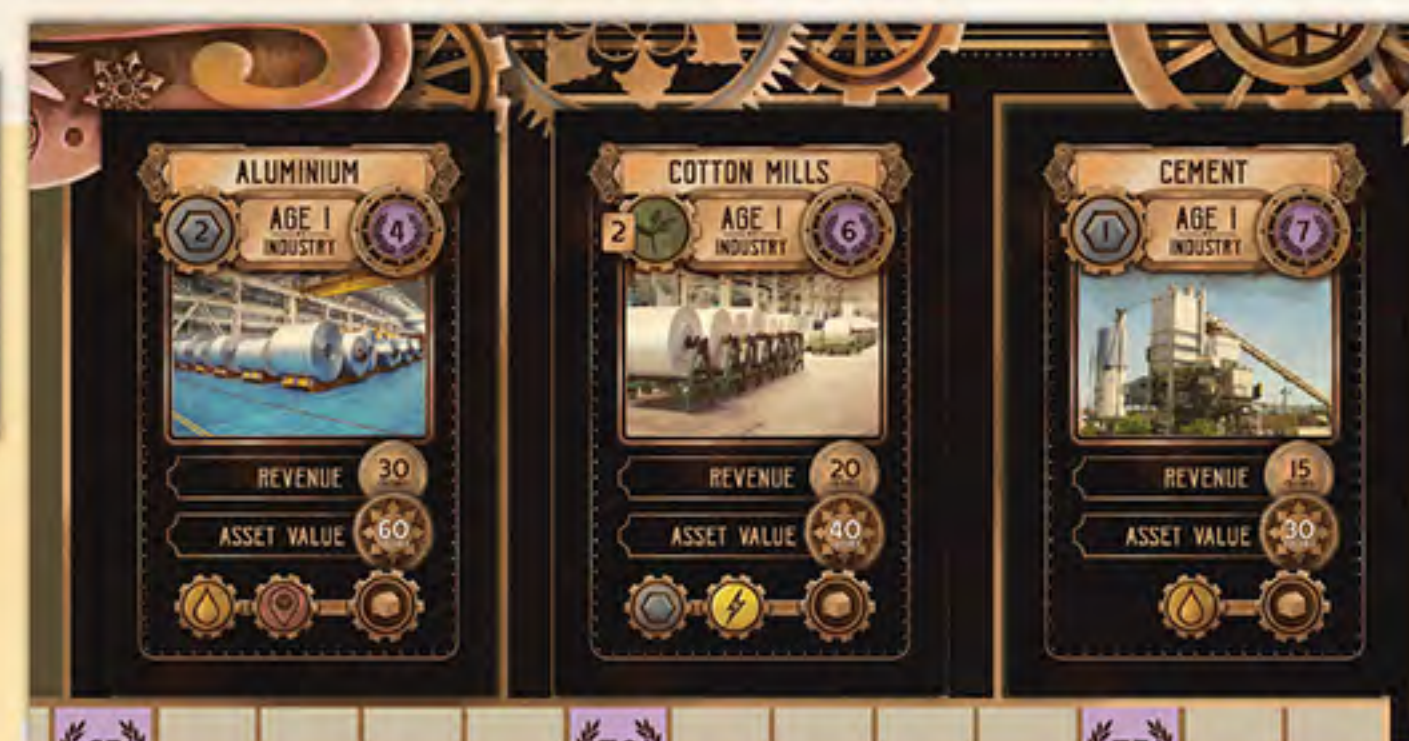 ALUMINIUM
2
AGE I
INDUSTRY
4
REVENUE 30
ASSET VALUE 60
COTTON MILLS
2
AGE I
INDUSTRY
6
REVENUE 20
ASSET VALUE 40
CEMENT
1
AGE I
INDUSTRY
7
REVENUE 15
ASSET VALUE 30